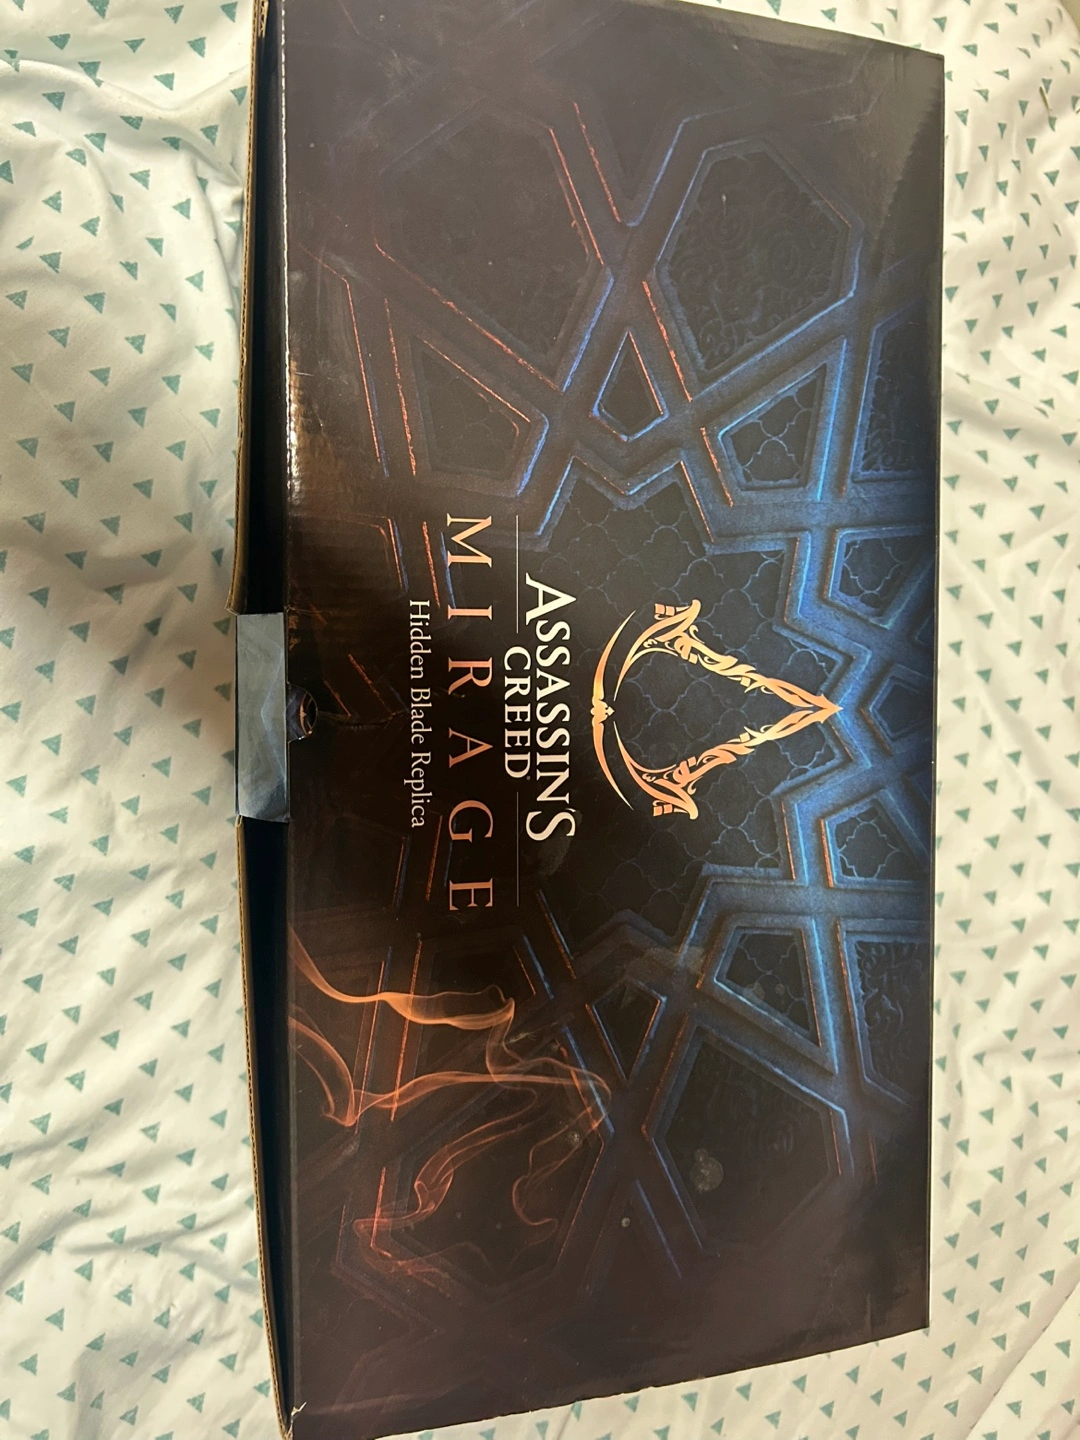 ASSASSIN'S
CREED®
MIRAGE
Hidden Blade Replica